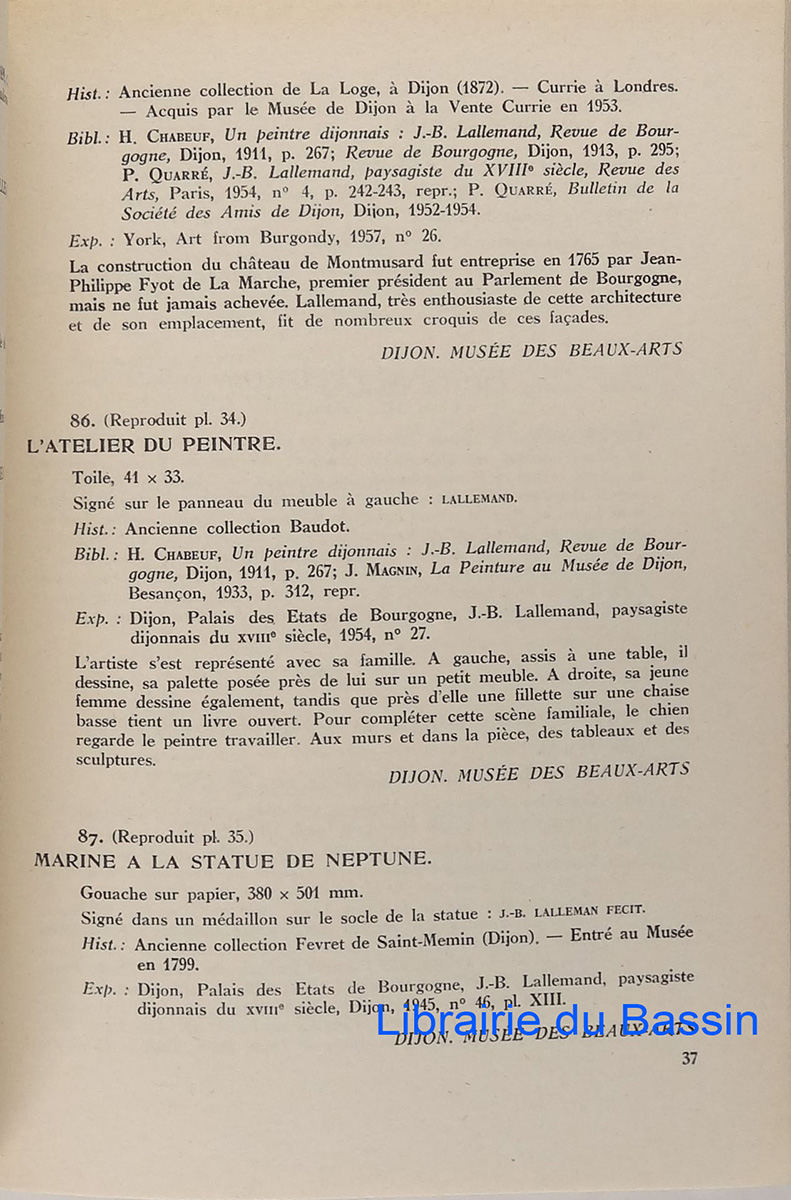 Hist. : Ancienne collection de La Loge, à Dijon (1872). — Currie à Londres.
— Acquis par le Musée de Dijon à la Vente Currie en 1953.
Bibl. : H. CHABEUF, Un peintre dijonnais : J.-B. Lallemand, Revue de Bour-
gogne, Dijon, 1911, p. 267; Revue de Bourgogne, Dijon, 1913, p. 295;
P. QUARRÉ, J.-B. Lallemand, paysagiste du XVIIIe siècle, Revue des
Arts, Paris, 1954, n° 4, p. 242-243, repr.; P. QUARRÉ, Bulletin de la
Société des Amis de Dijon, Dijon, 1952-1954.
Exp. : York, Art from Burgondy, 1957, n° 26.
La construction du château de Montmusard fut entreprise en 1765 par Jean-
Philippe Fyot de La Marche, premier président au Parlement de Bourgogne,
mais ne fut jamais achevée. Lallemand, très enthousiaste de cette architecture
et de son emplacement, fit de nombreux croquis de ces façades.
DIJON. MUSÉE DES BEAUX-ARTS
86. (Reproduit pl. 34.)
L'ATELIER DU PEINTRE.
Toile, 41 x 33.
Signé sur le panneau du meuble à gauche : LALLEMAND.
Hist. : Ancienne collection Baudot.
Bibl. : H. CHABEUF, Un peintre dijonnais : J.-B. Lallemand, Revue de Bour-
gogne, Dijon, 1911, p. 267; J. MAGNIN, La Peinture au Musée de Dijon,
Besançon, 1933, p. 312, repr.
Exp. : Dijon, Palais des Etats de Bourgogne, J.-B. Lallemand, paysagiste
dijonnais du XVIIIe siècle, 1954, n° 27.
L'artiste s'est représenté avec sa famille. A gauche, assis à une table, il
dessine, sa palette posée près de lui sur un petit meuble. A droite, sa jeune
femme dessine également, tandis que près d'elle une fillette sur une chaise
basse tient un livre ouvert. Pour compléter cette scène familiale, le chien
regarde le peintre travailler. Aux murs et dans la pièce, des tableaux et des
sculptures.
DIJON. MUSÉE DES BEAUX-ARTS
87. (Reproduit pl. 35.)
MARINE A LA STATUE DE NEPTUNE.
Gouache sur papier, 380 x 501 mm.
Signé dans un médaillon sur le socle de la statue : J.-B. LALLEMAN FECIT.
Hist. : Ancienne collection Fevret de Saint-Memin (Dijon). — Entré au Musée
en 1799.
Exp. : Dijon, Palais des Etats de Bourgogne, J.-B. Lallemand, paysagiste
dijonnais du XVIIIe siècle, Dijon, 1945, n° 46, pl. XIII.
Librairie du Bassin
DIJON. MUSÉE DES BEAUX-ARTS
37